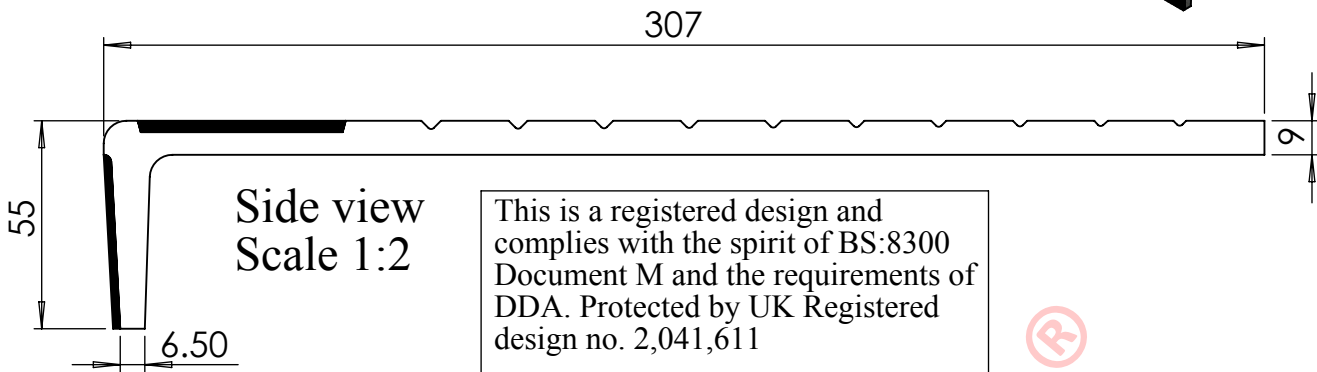 307
9
55
Side view
Scale 1:2
This is a registered design and
complies with the spirit of BS:8300
Document M and the requirements of
DDA. Protected by UK Registered
design no. 2,041,611
6.50
®